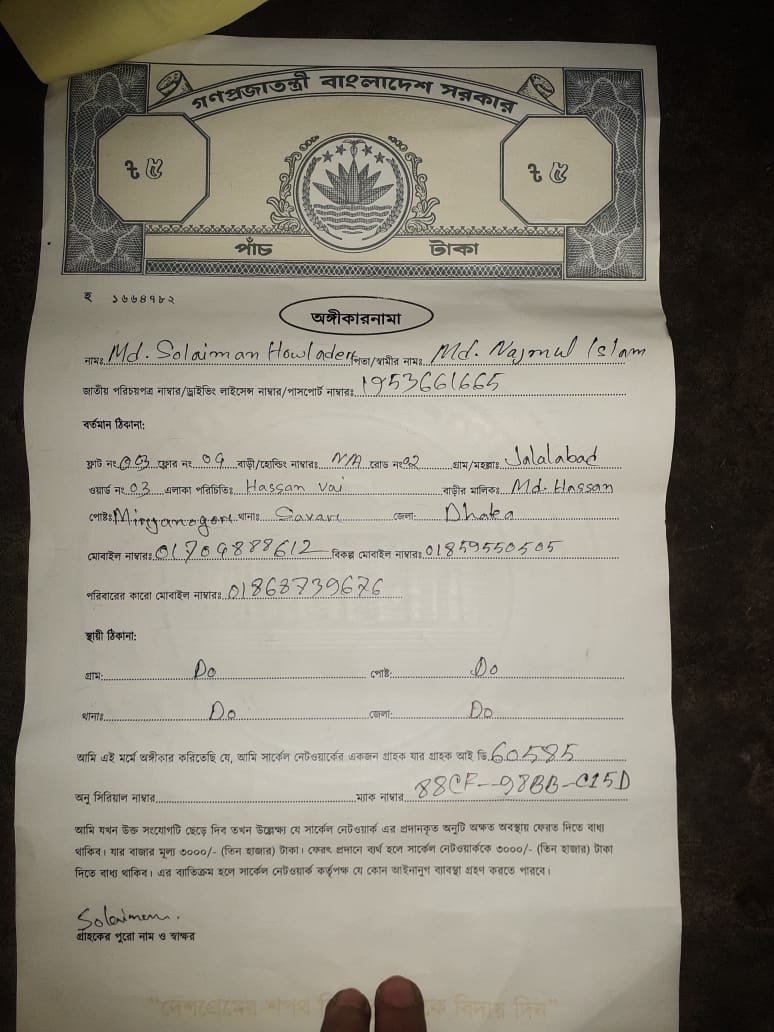 গণপ্রজাতন্ত্রী বাংলাদেশ সরকার
৳ ৫ ৳ ৫
পাঁচ টাকা
হ ১৬৬৪৭৮২
অঙ্গীকারনামা
নামঃ Md. Solaiman Howlader পিতা/স্বামীর নামঃ Md. Najmul Islam
জাতীয় পরিচয়পত্র নাম্বার/ড্রাইভিং লাইসেন্স নাম্বার/পাসপোর্ট নাম্বারঃ 1953661665
বর্তমান ঠিকানা:
ফ্লাট নং ফ্লোর নং বাড়ী/হোল্ডিং নাম্বারঃ N/A রোড নং 02 গ্রাম/মহল্লাঃ Jalalabad
ওয়ার্ড নং 03 এলাকা পরিচিতিঃ Hassan Vai বাড়ীর মালিকঃ Md. Hassan
পোষ্টঃ থানাঃ Savar জেলা: Dhaka
মোবাইল নাম্বারঃ 01709888612 বিকল্প মোবাইল নাম্বারঃ 01859550505
পরিবারের কারো মোবাইল নাম্বারঃ 01868739676
স্থায়ী ঠিকানা:
গ্রাম: Do পোষ্ট: Do
থানাঃ Do জেলা: Do
আমি এই মর্মে অঙ্গীকার করিতেছি যে, আমি সার্কেল নেটওয়ার্কের একজন গ্রাহক যার গ্রাহক আই ডি 60585
অনু সিরিয়াল নাম্বার ম্যাক নাম্বার 88CF-98BB-C15D
আমি যখন উক্ত সংযোগটি ছেড়ে দিব তখন উল্লেক্ষ্য যে সার্কেল নেটওয়ার্ক এর প্রদানকৃত অনুটি অক্ষত অবস্থায় ফেরত দিতে বাধ্য
থাকিব। যার বাজার মূল্য ৩০০০/- (তিন হাজার) টাকা। ফেরৎ প্রদানে ব্যর্থ হলে সার্কেল নেটওয়ার্ককে ৩০০০/- (তিন হাজার) টাকা
দিতে বাধ্য থাকিব। এর ব্যতিক্রম হলে সার্কেল নেটওয়ার্ক কর্তৃপক্ষ যে কোন আইনানুগ ব্যাবস্থা গ্রহণ করতে পারবে।
Solaiman.
গ্রাহকের পুরো নাম ও স্বাক্ষর
“দেশপ্রেমের শপথ কে বিদায় দিন”